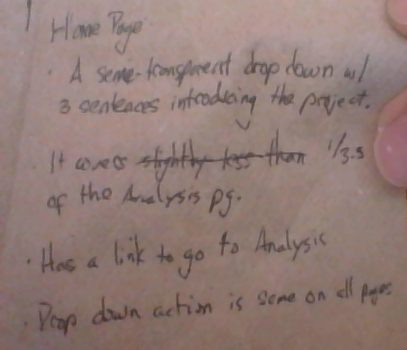 Home Page
· A seme-transparent drop down w/
3 sentences introducing the project.
· It covers slightly less than 1/3.5
of the Analysis pg.
· Has a link to go to Analysis
· Drop down action is same on all pages